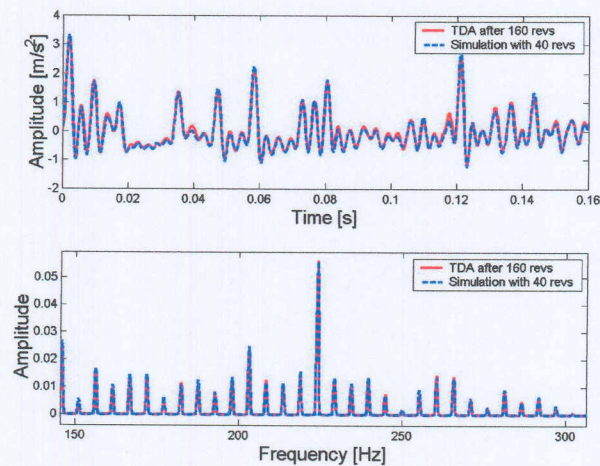 4
3
2
1
0
-1
-2
Amplitude [m/s²]
TDA after 160 revs
Simulation with 40 revs
0 0.02 0.04 0.06 0.08 0.10 0.12 0.14 0.16
Time [s]
0.05
0.04
0.03
0.02
0.01
0
Amplitude
TDA after 160 revs
Simulation with 40 revs
150 200 250 300
Frequency [Hz]